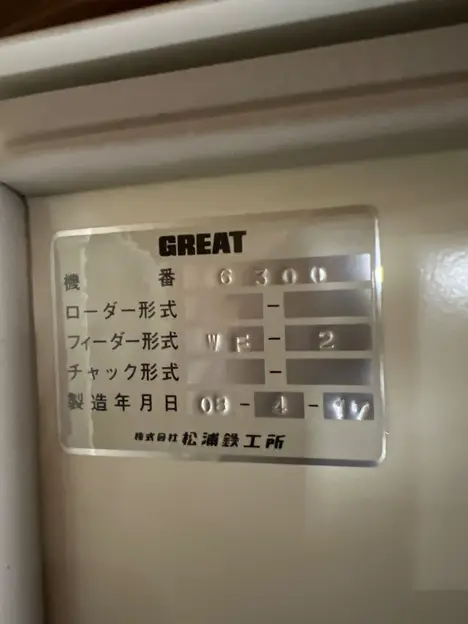 GREAT
機 番 6300
ローダー形式 -
フィーダー形式 WF - 2
チャック形式 -
製造年月日 08 - 4 - 17
株式会社 松浦鉄工所